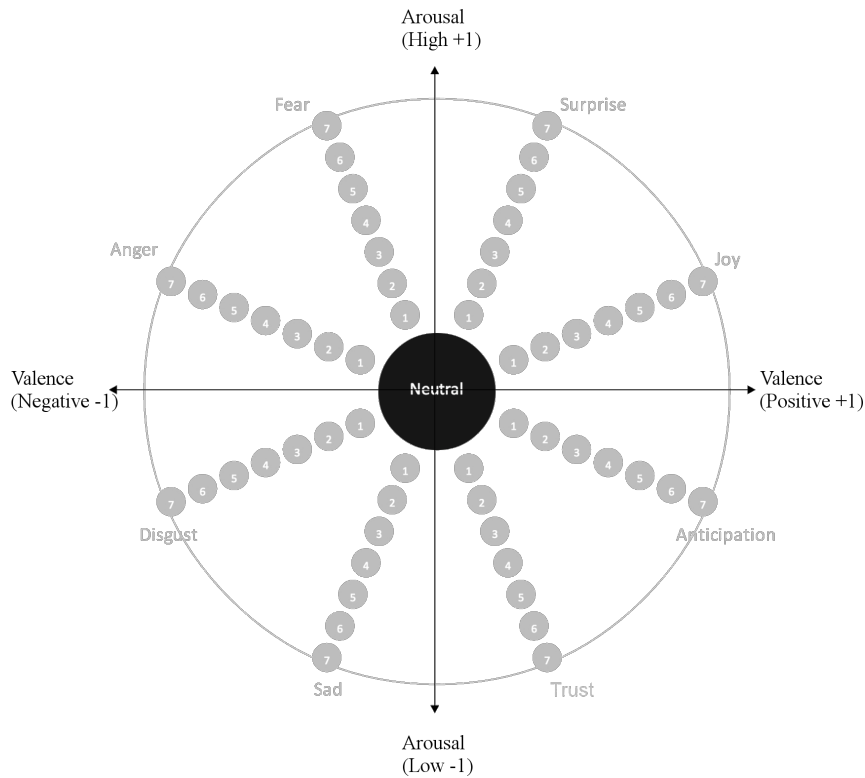 Arousal
(High +1)
Fear
Surprise
7 7
6 6
5 5
4 4
Anger
3 3
Joy
7 2 2 7
6 6
5 1 1 5
4 4
3 3
2 2
1 1
Valence
(Negative -1)
Neutral
Valence
(Positive +1)
1 1
2 2
3 3
4 4
5 1 1 5
6 6
7 2 2 7
Disgust
3 3
Anticipation
4 4
5 5
6 6
7 7
Sad
Trust
Arousal
(Low -1)